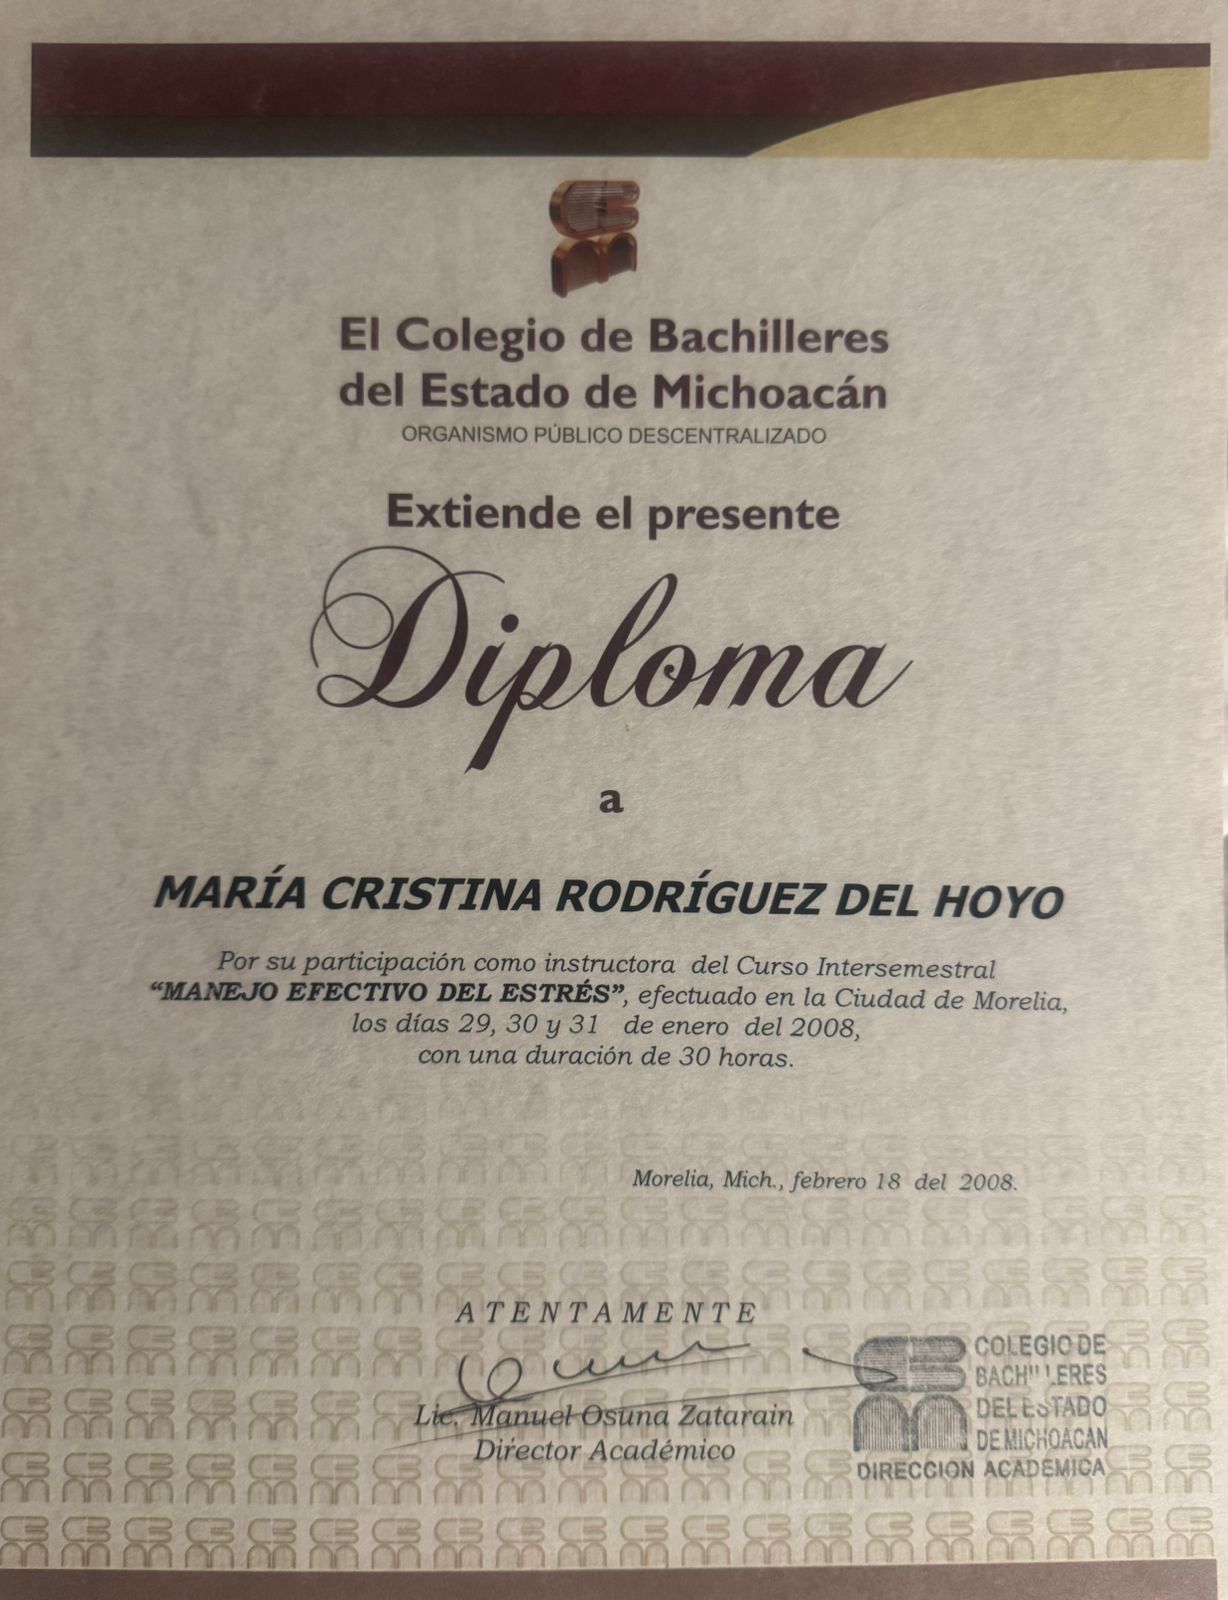 El Colegio de Bachilleres
del Estado de Michoacán
ORGANISMO PÚBLICO DESCENTRALIZADO
Extiende el presente
Diploma
a
MARÍA CRISTINA RODRÍGUEZ DEL HOYO
Por su participación como instructora del Curso Intersemestral
“MANEJO EFECTIVO DEL ESTRÉS”, efectuado en la Ciudad de Morelia,
los días 29, 30 y 31 de enero del 2008,
con una duración de 30 horas.
Morelia, Mich., febrero 18 del 2008.
ATENTAMENTE
Lic. Manuel Osuna Zatarain
Director Académico
COLEGIO DE
BACHILLERES
DEL ESTADO
DE MICHOACAN
DIRECCION ACADEMICA